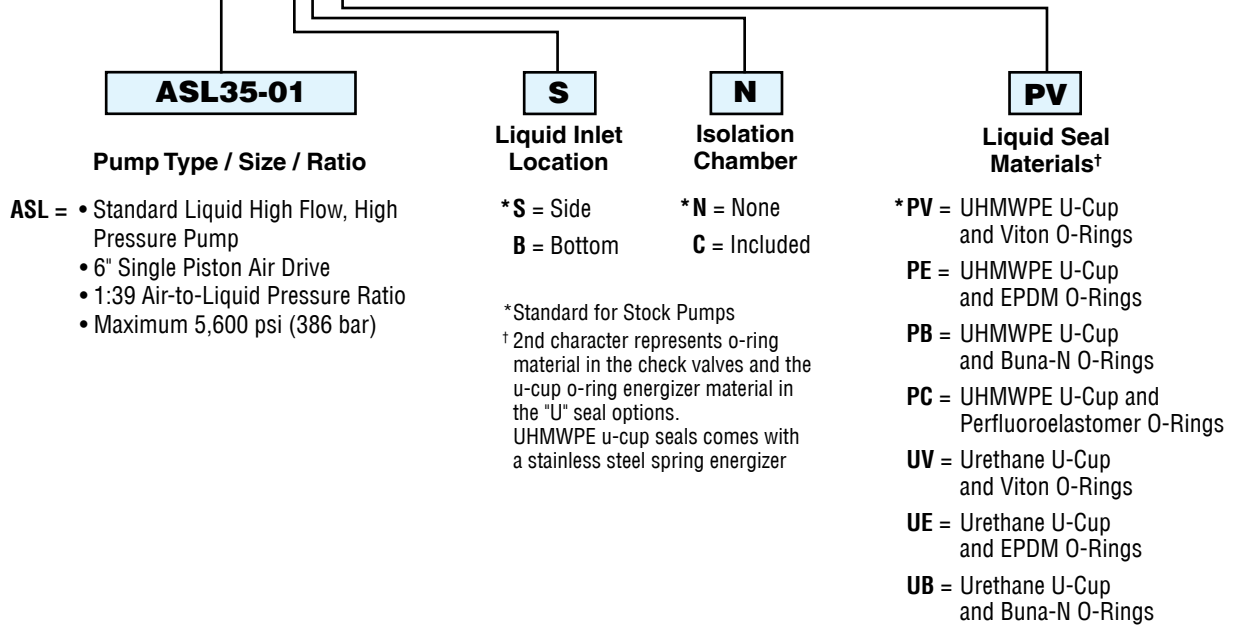 ASL35-01
S
N
PV
Pump Type / Size / Ratio
ASL = • Standard Liquid High Flow, High
Pressure Pump
• 6" Single Piston Air Drive
• 1:39 Air-to-Liquid Pressure Ratio
• Maximum 5,600 psi (386 bar)
Liquid Inlet
Location
*S = Side
B = Bottom
Isolation
Chamber
*N = None
C = Included
*Standard for Stock Pumps
† 2nd character represents o-ring
material in the check valves and the
u-cup o-ring energizer material in
the "U" seal options.
UHMWPE u-cup seals comes with
a stainless steel spring energizer
Liquid Seal
Materials†
*PV = UHMWPE U-Cup
and Viton O-Rings
PE = UHMWPE U-Cup
and EPDM O-Rings
PB = UHMWPE U-Cup
and Buna-N O-Rings
PC = UHMWPE U-Cup and
Perfluoroelastomer O-Rings
UV = Urethane U-Cup
and Viton O-Rings
UE = Urethane U-Cup
and EPDM O-Rings
UB = Urethane U-Cup
and Buna-N O-Rings